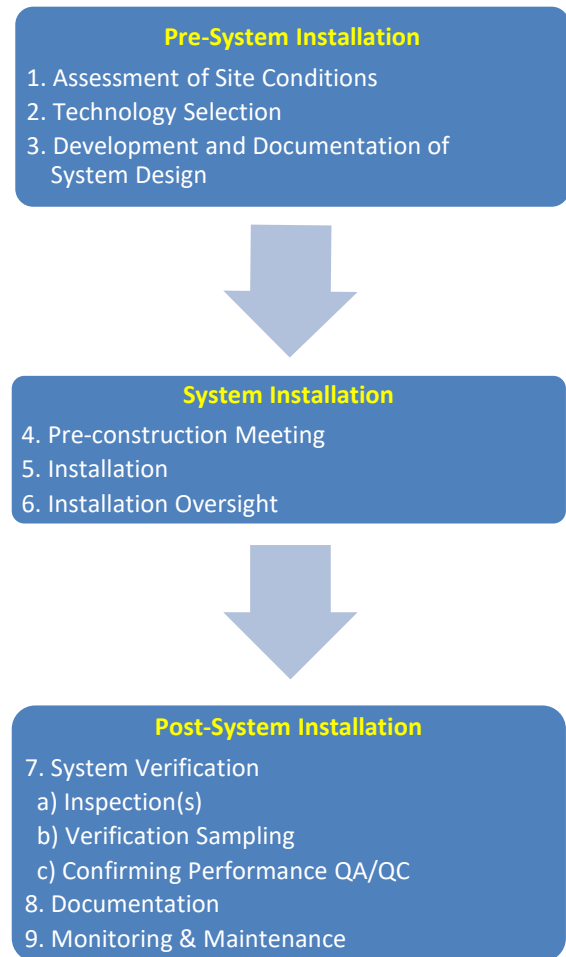 Pre-System Installation
1. Assessment of Site Conditions
2. Technology Selection
3. Development and Documentation of
System Design
System Installation
4. Pre-construction Meeting
5. Installation
6. Installation Oversight
Post-System Installation
7. System Verification
a) Inspection(s)
b) Verification Sampling
c) Confirming Performance QA/QC
8. Documentation
9. Monitoring & Maintenance